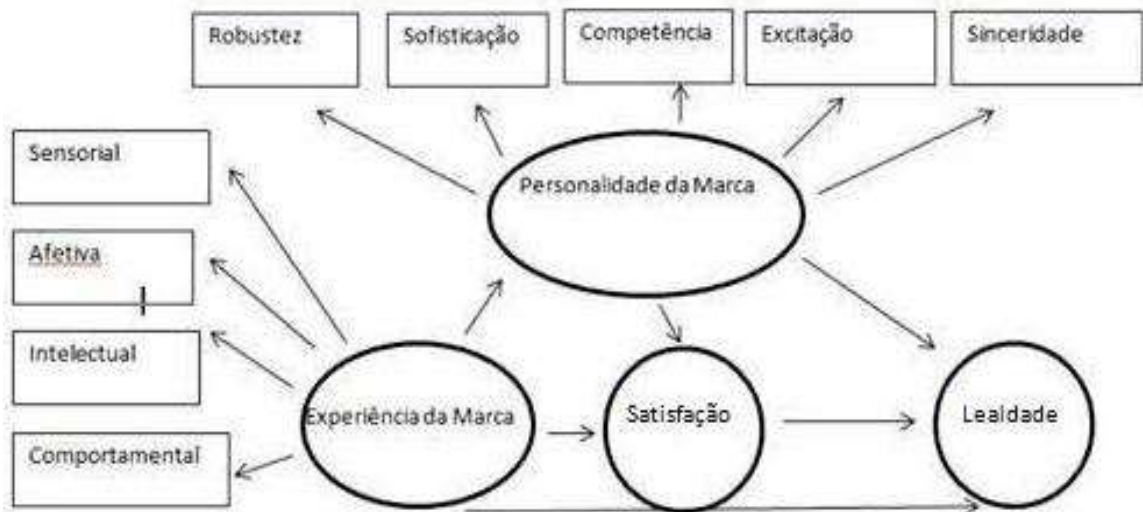 Robustez
Sofisticação
Competência
Excitação
Sinceridade
Sensorial
Personalidade da Marca
Afetiva
Intelectual
Experiência da Marca
Satisfação
Lealdade
Comportamental